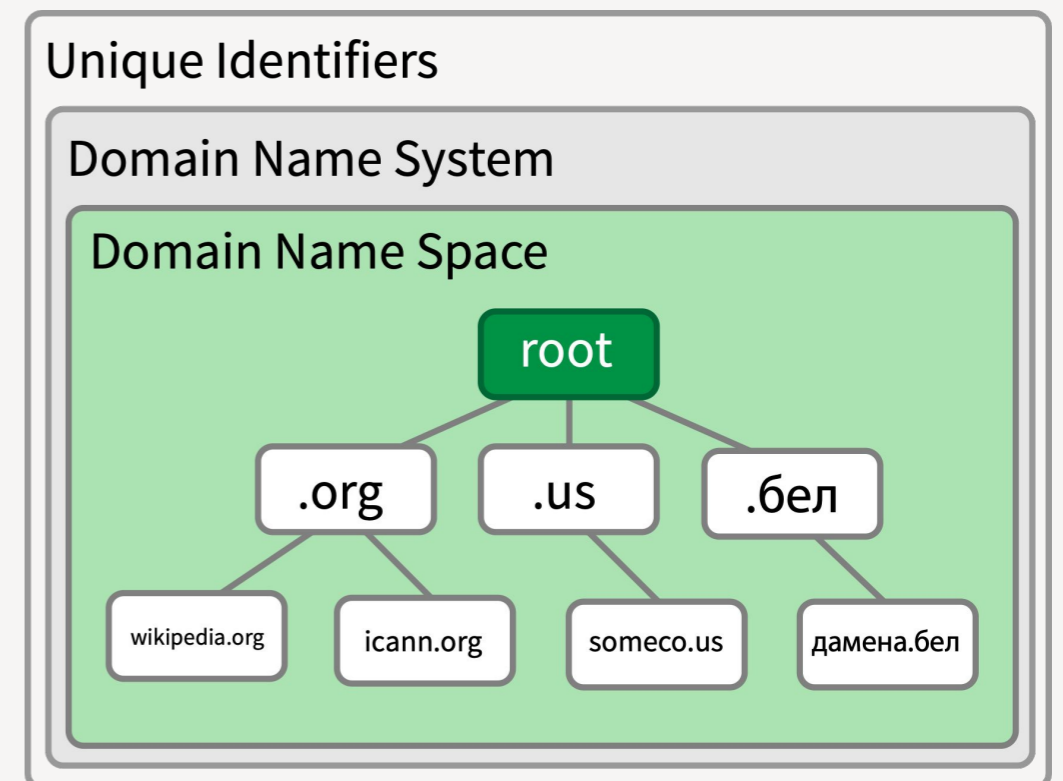 Unique Identifiers
Domain Name System
Domain Name Space
root
.org
.us
.бел
wikipedia.org
icann.org
someco.us
дамена.бел